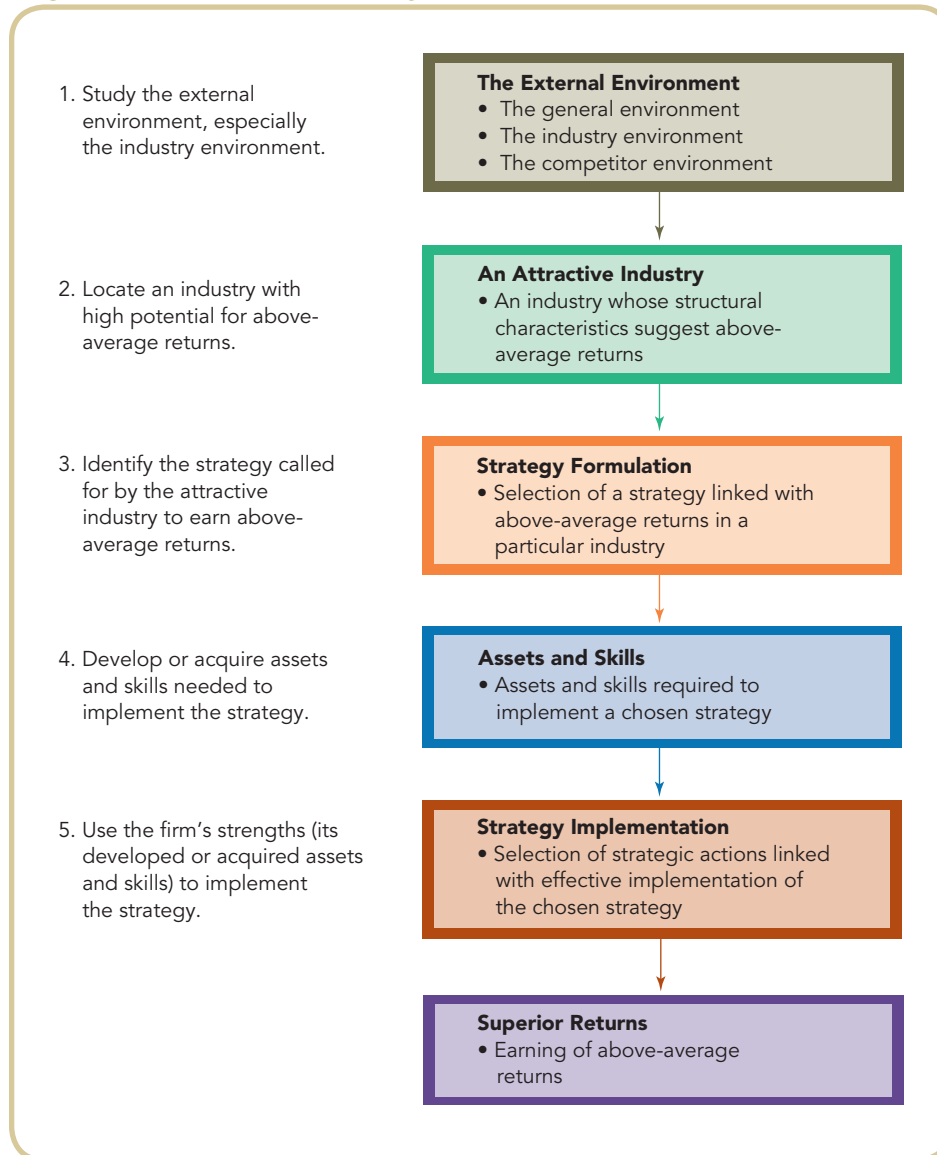 1. Study the external
environment, especially
the industry environment.
The External Environment
• The general environment
• The industry environment
• The competitor environment
2. Locate an industry with
high potential for above-
average returns.
An Attractive Industry
• An industry whose structural
characteristics suggest above-
average returns
3. Identify the strategy called
for by the attractive
industry to earn above-
average returns.
Strategy Formulation
• Selection of a strategy linked with
above-average returns in a
particular industry
4. Develop or acquire assets
and skills needed to
implement the strategy.
Assets and Skills
• Assets and skills required to
implement a chosen strategy
5. Use the firm's strengths (its
developed or acquired assets
and skills) to implement
the strategy.
Strategy Implementation
• Selection of strategic actions linked
with effective implementation of
the chosen strategy
Superior Returns
• Earning of above-average
returns